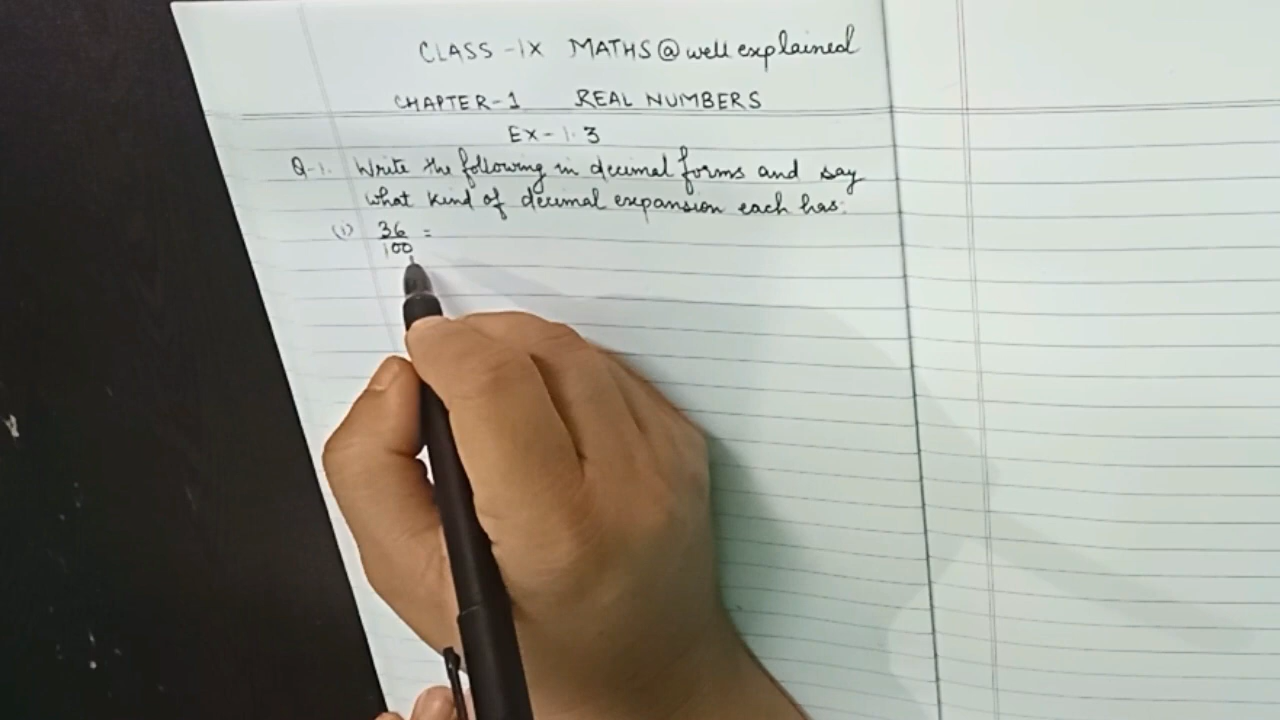 CLASS-IX MATHS@well explained
CHAPTER-1 REAL NUMBERS
EX-1.3
Q-1. Write the following in decimal forms and say
what kind of decimal expansion each has:
(i) 36/100 =